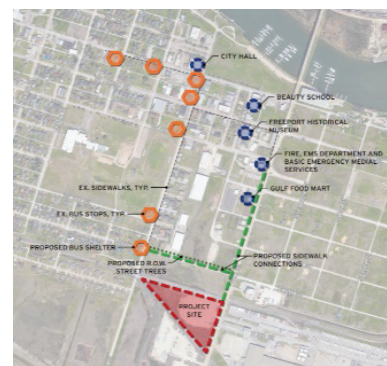 CITY HALL
BEAUTY SCHOOL
FREEPORT HISTORICAL
MUSEUM
FIRE, EMS DEPARTMENT AND
BASIC EMERGENCY MEDIAL
SERVICES
EX. SIDEWALKS, TYP.
GULF FOOD MART
EX. BUS STOPS, TYP.
PROPOSED BUS SHELTER
PROPOSED R.O.W.
STREET TREES
PROPOSED SIDEWALK
CONNECTIONS
PROJECT
SITE